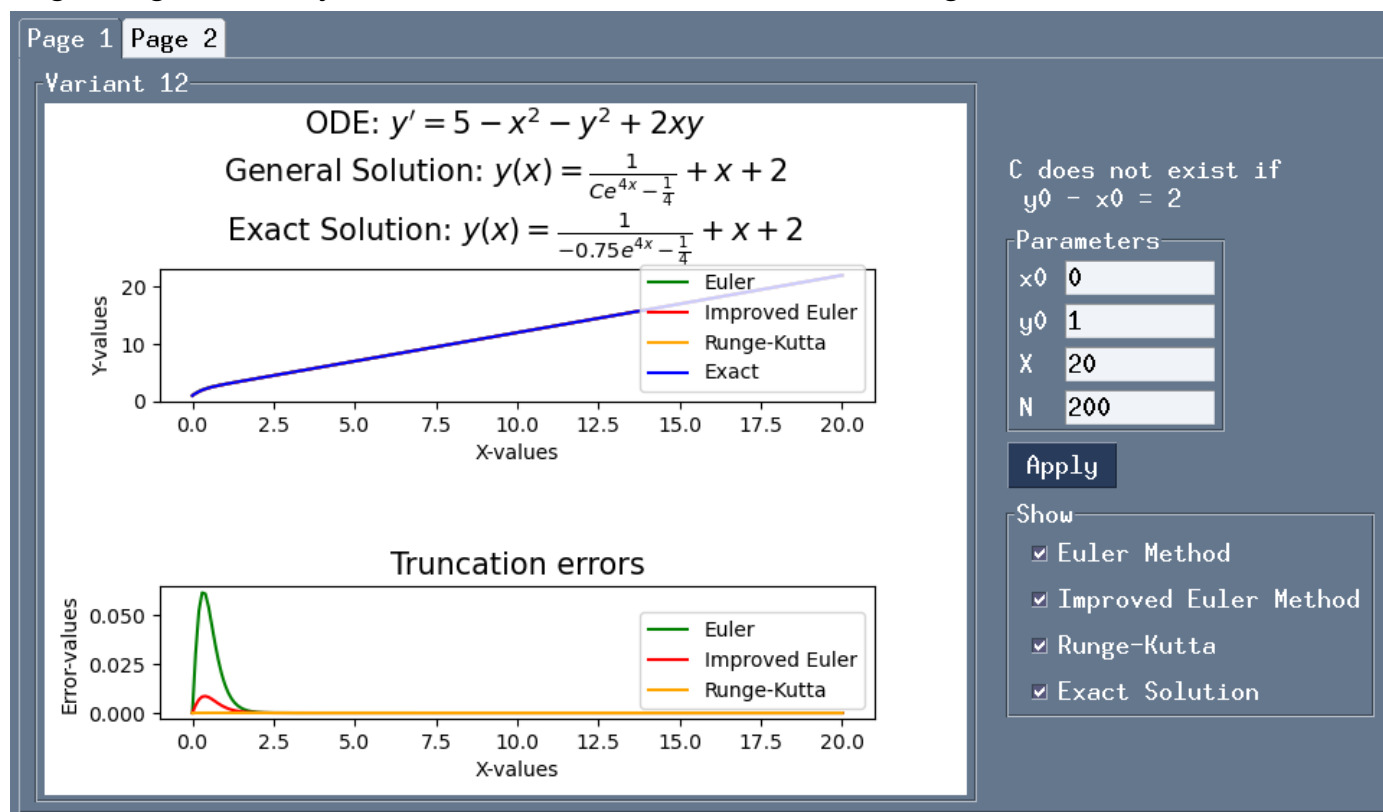 Page 1 Page 2
Variant 12
ODE: y′ = 5 − x² − y² + 2xy
General Solution: y(x) = 1/(Ce^{4x} − 1/4) + x + 2
Exact Solution: y(x) = 1/(−0.75e^{4x} − 1/4) + x + 2
20
10
0
Y-values
Euler
Improved Euler
Runge-Kutta
Exact
0.0 2.5 5.0 7.5 10.0 12.5 15.0 17.5 20.0
X-values
Truncation errors
0.050
0.025
0.000
Error-values
Euler
Improved Euler
Runge-Kutta
0.0 2.5 5.0 7.5 10.0 12.5 15.0 17.5 20.0
X-values
C does not exist if
y0 - x0 = 2
Parameters
x0 0
y0 1
X 20
N 200
Apply
Show
Euler Method
Improved Euler Method
Runge-Kutta
Exact Solution